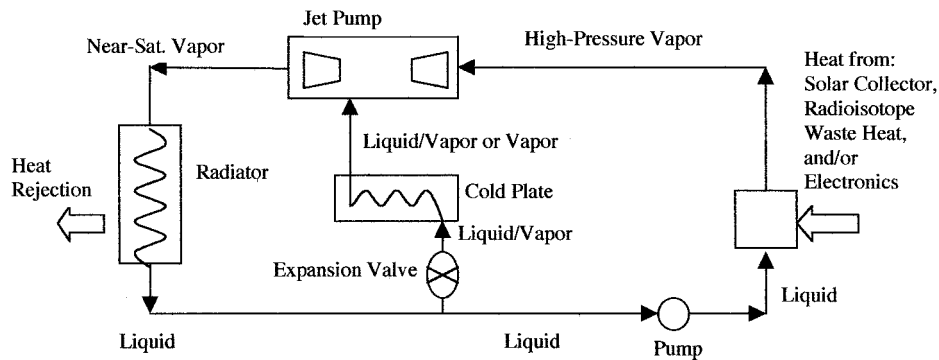 Jet Pump
Near-Sat. Vapor
High-Pressure Vapor
Heat from:
Solar Collector,
Radioisotope
Waste Heat,
and/or
Electronics
Liquid/Vapor or Vapor
Heat
Rejection
Radiator
Cold Plate
Liquid/Vapor
Expansion Valve
Liquid
Liquid
Liquid
Pump